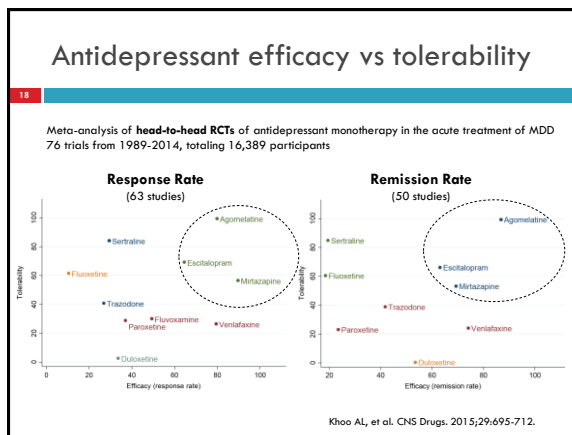 Antidepressant efficacy vs tolerability
18
Meta-analysis of head-to-head RCTs of antidepressant monotherapy in the acute treatment of MDD
76 trials from 1989-2014, totaling 16,389 participants
Response Rate
(63 studies)
Tolerability
100
80
60
40
20
0
Agomelatine
Sertraline
Escitalopram
Fluoxetine
Mirtazapine
Trazodone
Fluvoxamine
Paroxetine
Venlafaxine
Duloxetine
0
20
40
60
80
100
Efficacy (response rate)
Remission Rate
(50 studies)
Tolerability
100
80
60
40
20
0
Agomelatine
Sertraline
Escitalopram
Fluoxetine
Mirtazapine
Trazodone
Paroxetine
Venlafaxine
Duloxetine
20
40
60
80
100
Efficacy (remission rate)
Khoo AL, et al. CNS Drugs. 2015;29:695-712.